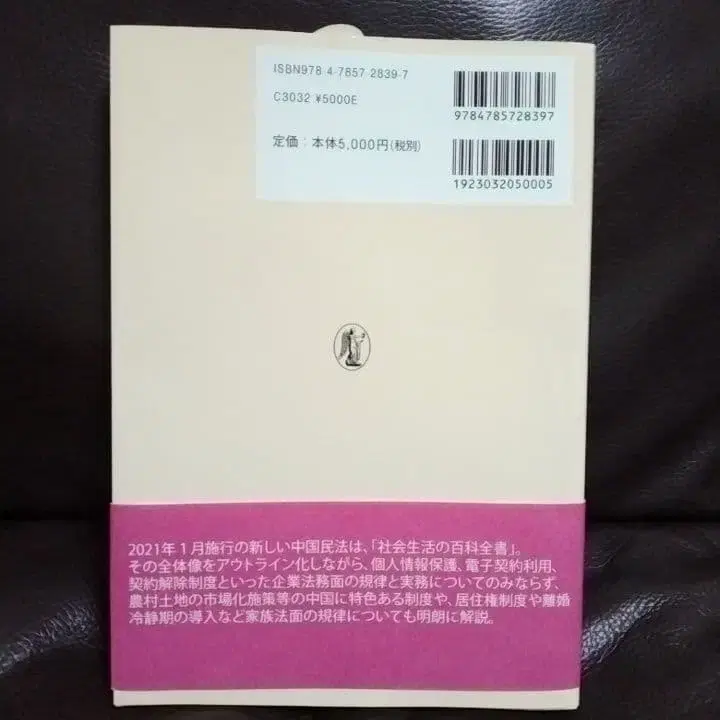 ISBN978-4-7857-2839-7
C3032 ¥5000E
定価：本体5,000円(税別)
9784785728397
1923032050005
2021年1月施行の新しい中国民法は、「社会生活の百科全書」。
その全体像をアウトライン化しながら、個人情報保護、電子契約利用、
契約解除制度といった企業法務面の規律と実務についてのみならず、
農村土地の市場化施策等の中国に特色ある制度や、居住権制度や離婚
冷静期の導入など家族法面の規律についても明朗に解説。